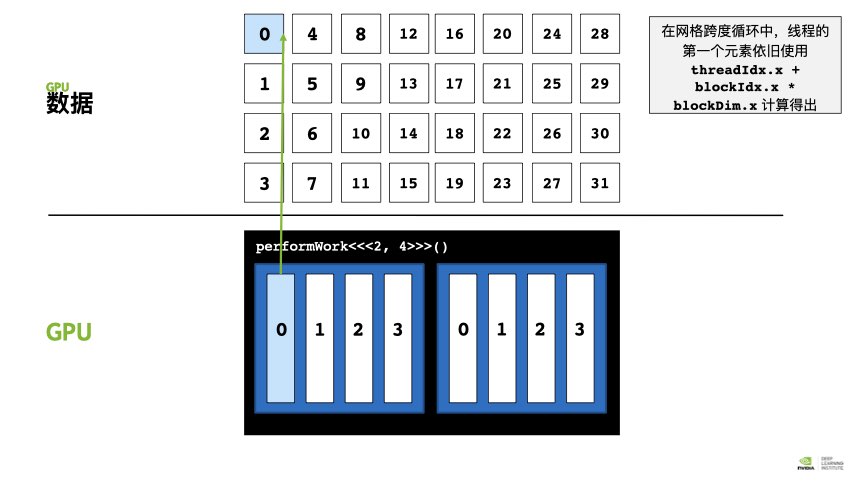 0 4 8 12 16 20 24 28
1 5 9 13 17 21 25 29
2 6 10 14 18 22 26 30
3 7 11 15 19 23 27 31
GPU
数据
在网格跨度循环中，线程的
第一个元素依旧使用
threadIdx.x +
blockIdx.x *
blockDim.x 计算得出
performWork<<<2, 4>>>()
GPU
0 1 2 3 0 1 2 3
NVIDIA
DEEP
LEARNING
INSTITUTE